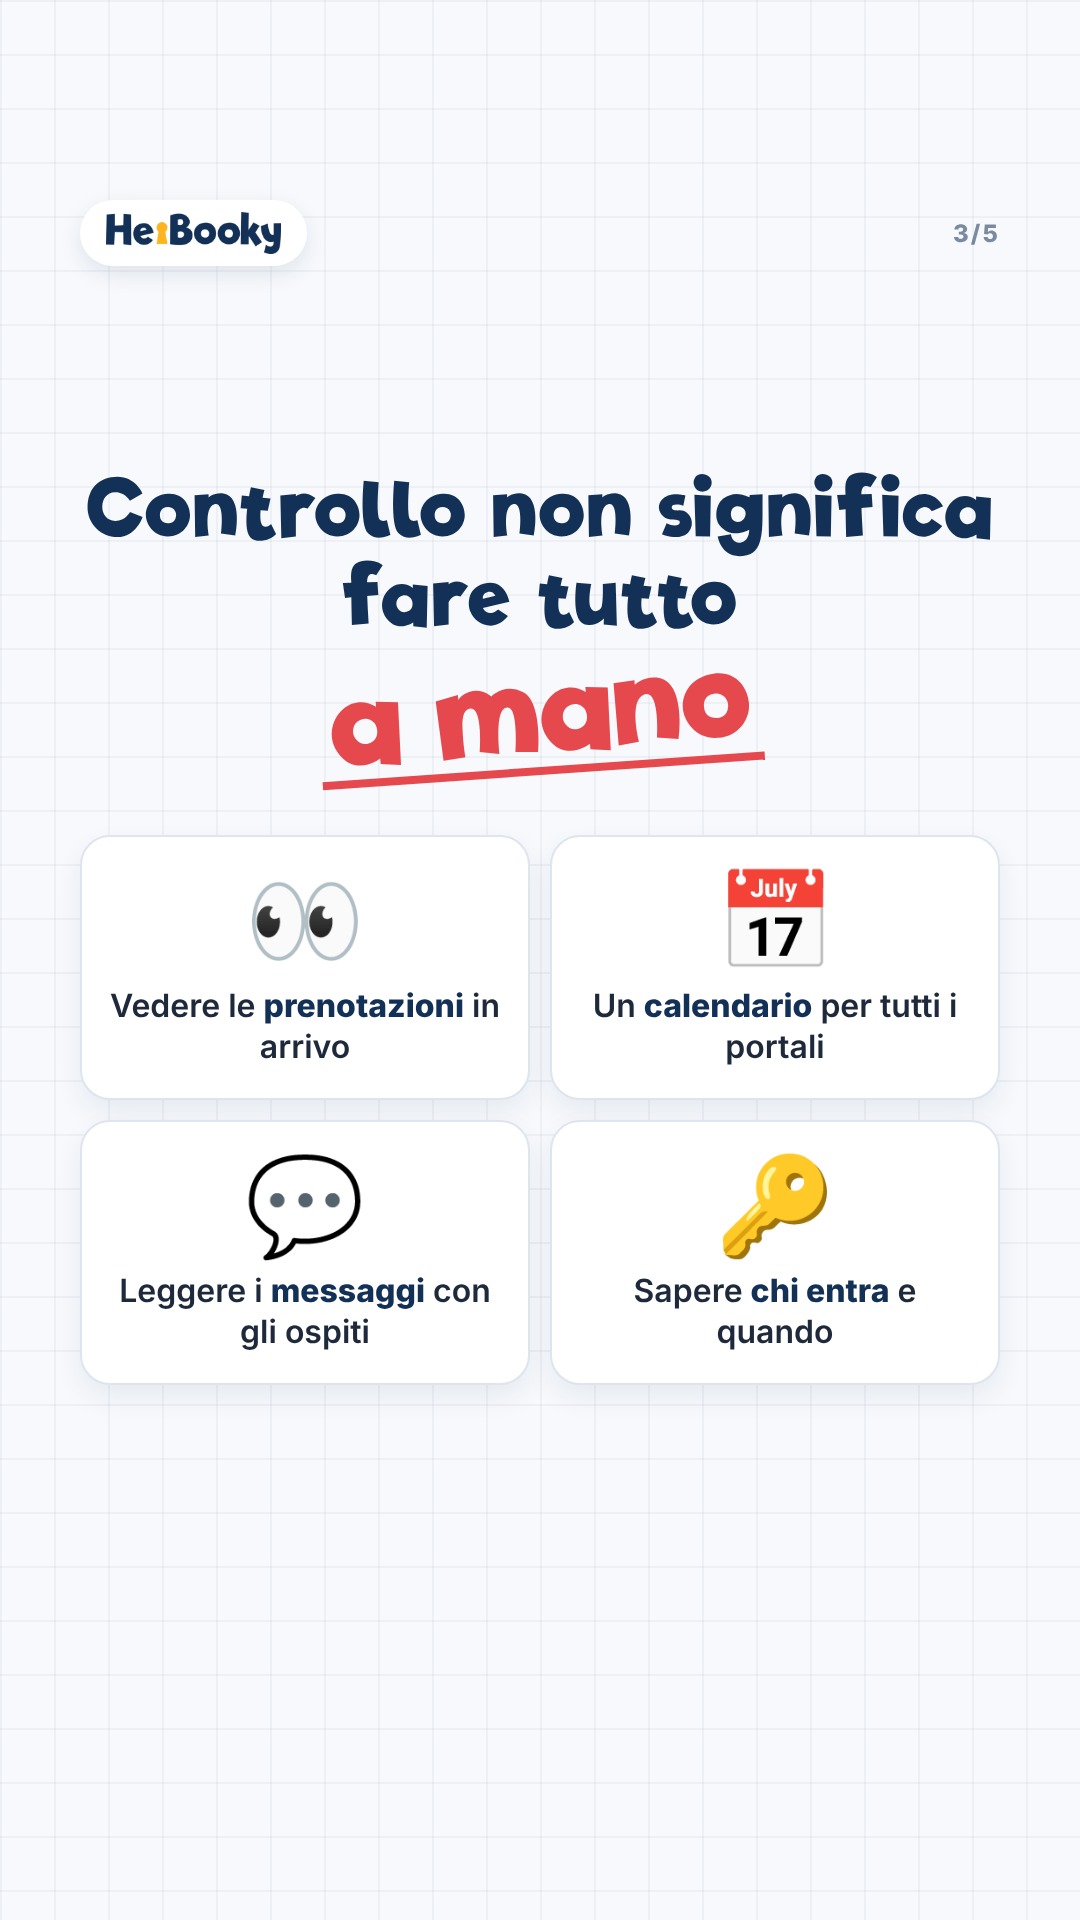 HeiBooky
3/5
Controllo non significa
fare tutto
a mano
July
17
Vedere le prenotazioni in
arrivo
Un calendario per tutti i
portali
Leggere i messaggi con
gli ospiti
Sapere chi entra e
quando